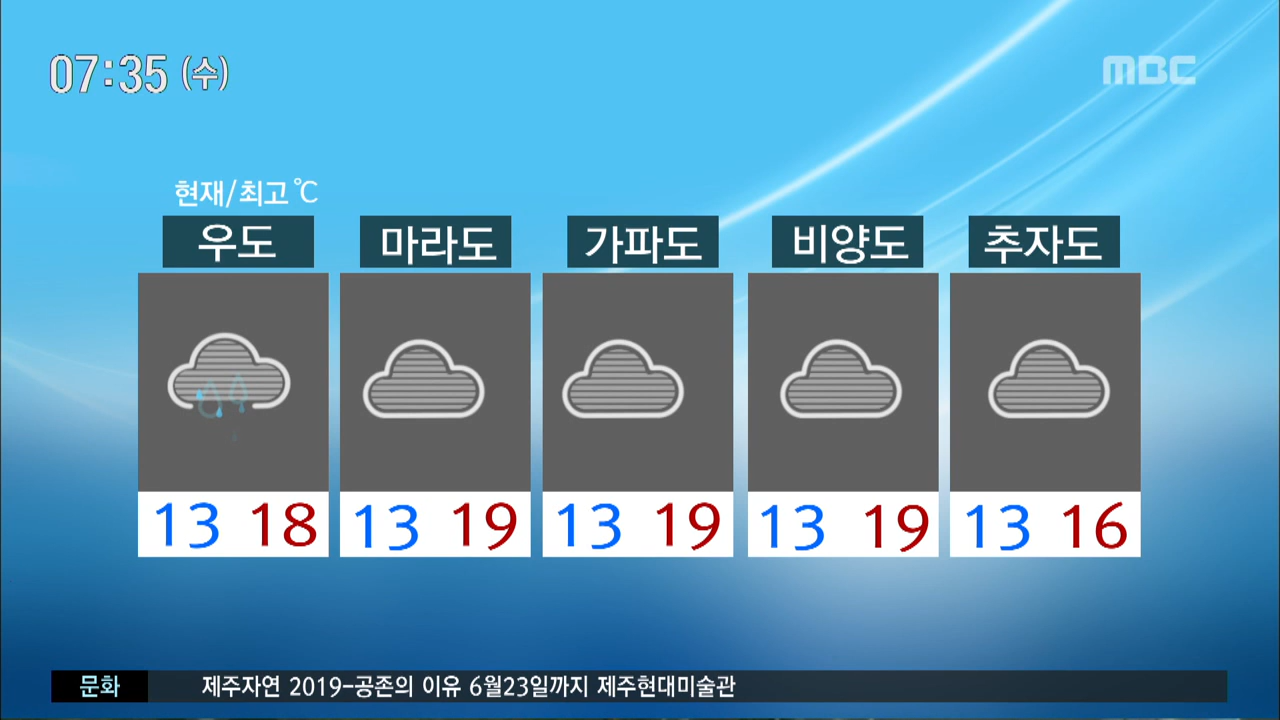 07:35 (수)
MBC
현재/최고℃
우도 마라도 가파도 비양도 추자도
13 18 13 19 13 19 13 19 13 16
문화 제주자연 2019-공존의 이유 6월23일까지 제주현대미술관